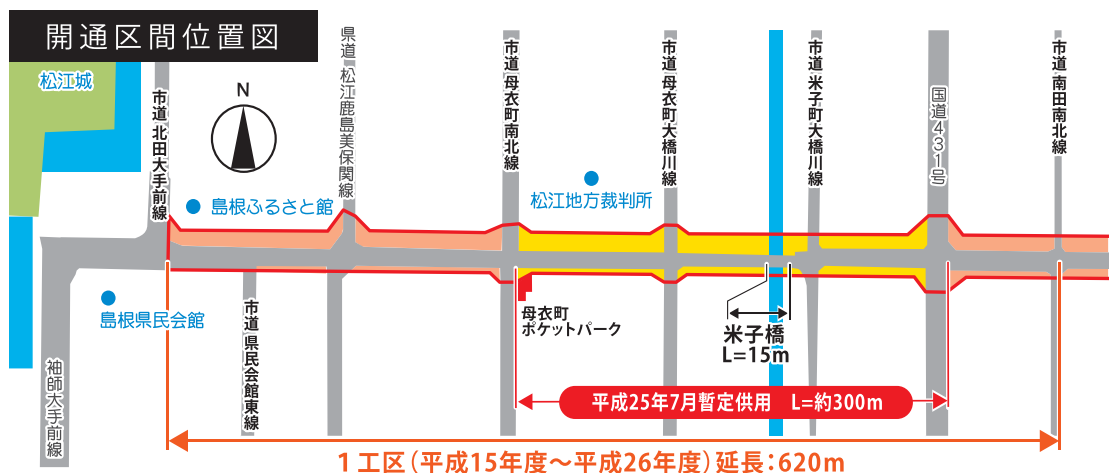 開通区間位置図
松江城
N
市道 北田大手前線
県道 松江鹿島美保関線
市道 母衣町南北線
市道 母衣町大橋川線
市道 米子町大橋川線
国道431号
市道 南田南北線
島根ふるさと館
松江地方裁判所
島根県民会館
市道 県民会館東線
袖師大手前線
母衣町
ポケットパーク
米子橋
L=15m
平成25年7月暫定供用 L=約300m
1工区(平成15年度～平成26年度)延長:620m